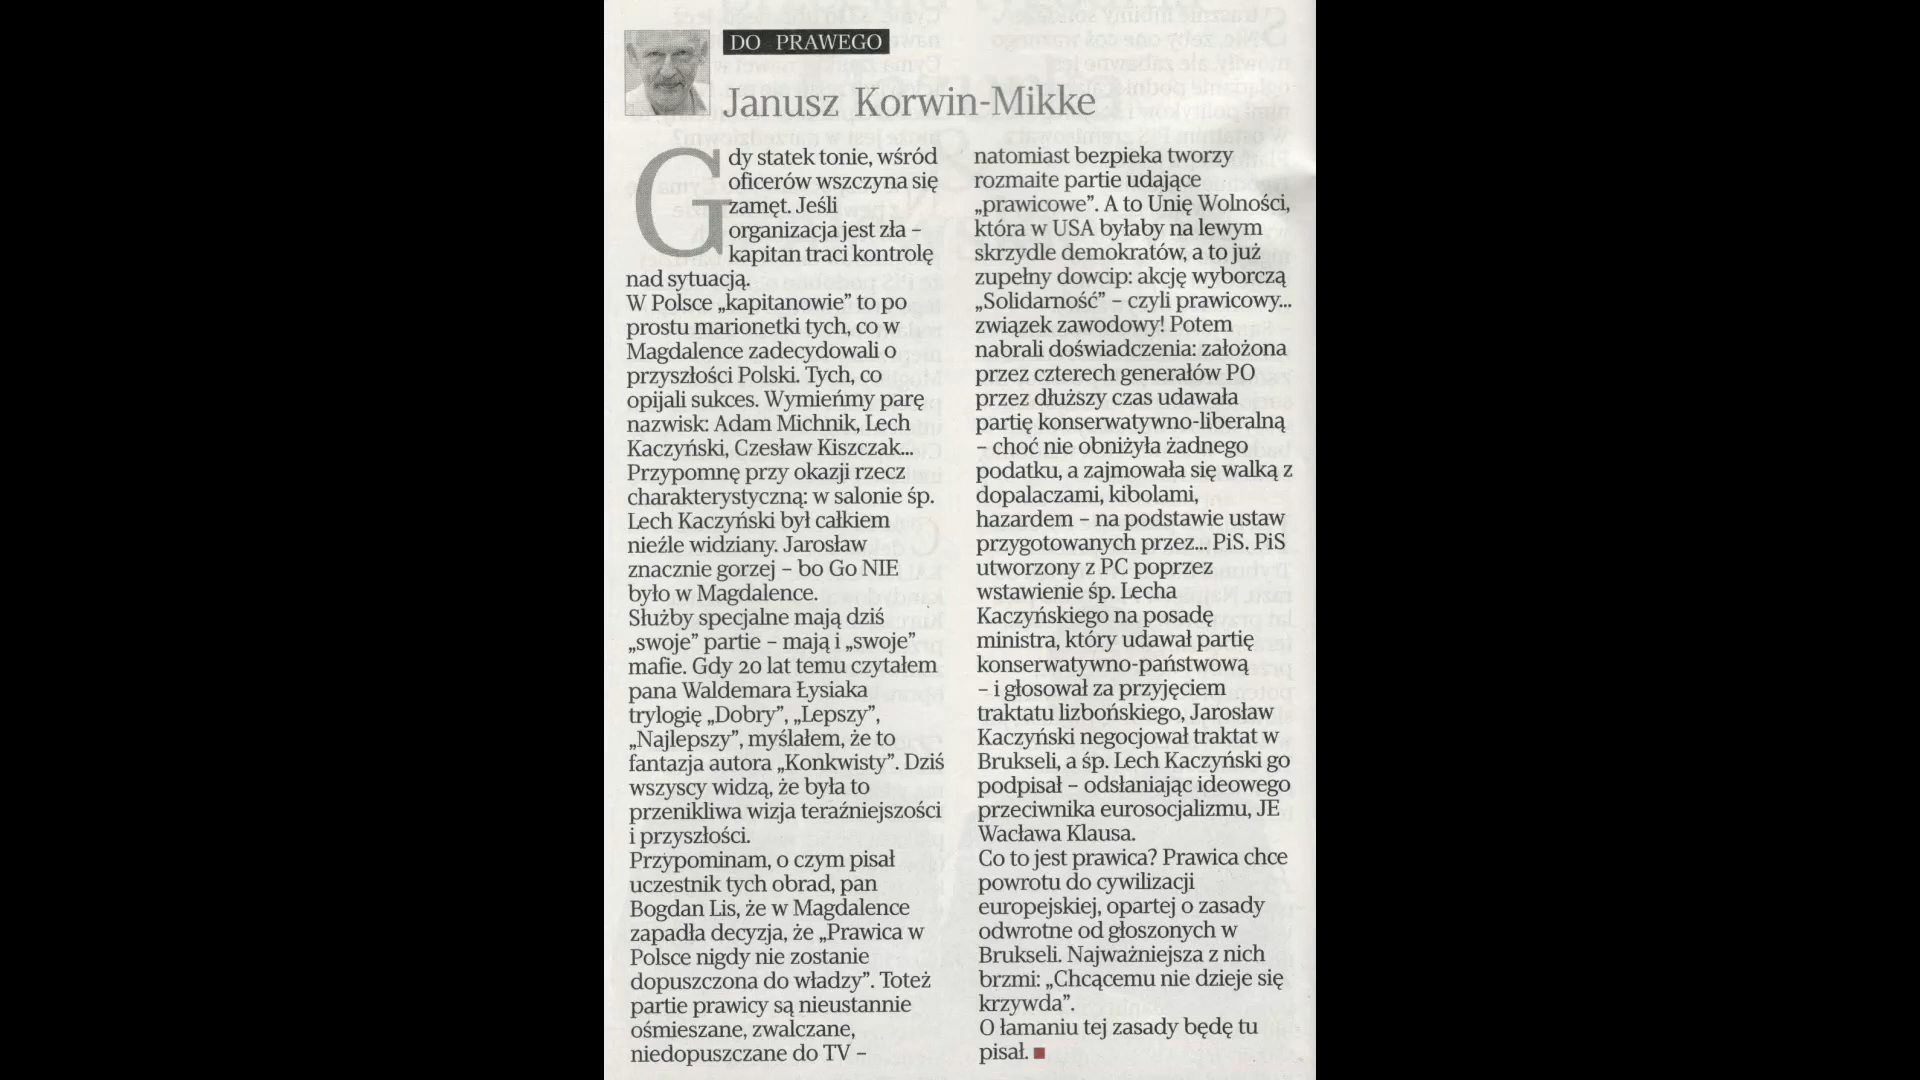 DO PRAWEGO
Janusz Korwin-Mikke
Gdy statek tonie, wśród
oficerów wszczyna się
zamęt. Jeśli
organizacja jest zła –
kapitan traci kontrolę
nad sytuacją.
W Polsce „kapitanowie” to po
prostu marionetki tych, co w
Magdalence zadecydowali o
przyszłości Polski. Tych, co
opijali sukces. Wymieńmy parę
nazwisk: Adam Michnik, Lech
Kaczyński, Czesław Kiszczak...
Przypomnę przy okazji rzecz
charakterystyczną: w salonie śp.
Lech Kaczyński był całkiem
nieźle widziany. Jarosław
znacznie gorzej – bo Go NIE
było w Magdalence.
Służby specjalne mają dziś
„swoje” partie – mają i „swoje”
mafie. Gdy 20 lat temu czytałem
pana Waldemara Łysiaka
trylogię „Dobry”, „Lepszy”,
„Najlepszy”, myślałem, że to
fantazja autora „Konkwisty”. Dziś
wszyscy widzą, że była to
przenikliwa wizja teraźniejszości
i przyszłości.
Przypominam, o czym pisał
uczestnik tych obrad, pan
Bogdan Lis, że w Magdalence
zapadła decyzja, że „Prawica w
Polsce nigdy nie zostanie
dopuszczona do władzy”. Toteż
partie prawicy są nieustannie
ośmieszane, zwalczane,
niedopuszczane do TV –
natomiast bezpieka tworzy
rozmaite partie udające
„prawicowe”. A to Unię Wolności,
która w USA byłaby na lewym
skrzydle demokratów, a to już
zupełny dowcip: akcję wyborczą
„Solidarność” – czyli prawicowy...
związek zawodowy! Potem
nabrali doświadczenia: założona
przez czterech generałów PO
przez dłuższy czas udawała
partię konserwatywno-liberalną
– choć nie obniżyła żadnego
podatku, a zajmowała się walką z
dopalaczami, kibolami,
hazardem – na podstawie ustaw
przygotowanych przez... PiS. PiS
utworzony z PC poprzez
wstawienie śp. Lecha
Kaczyńskiego na posadę
ministra, który udawał partię
konserwatywno-państwową
– i głosował za przyjęciem
traktatu lizbońskiego, Jarosław
Kaczyński negocjował traktat w
Brukseli, a śp. Lech Kaczyński go
podpisał – odsłaniając ideowego
przeciwnika eurosocjalizmu, JE
Wacława Klausa.
Co to jest prawica? Prawica chce
powrotu do cywilizacji
europejskiej, opartej o zasady
odwrotne od głoszonych w
Brukseli. Najważniejsza z nich
brzmi: „Chcącemu nie dzieje się
krzywda”.
O łamaniu tej zasady będę tu
pisał.